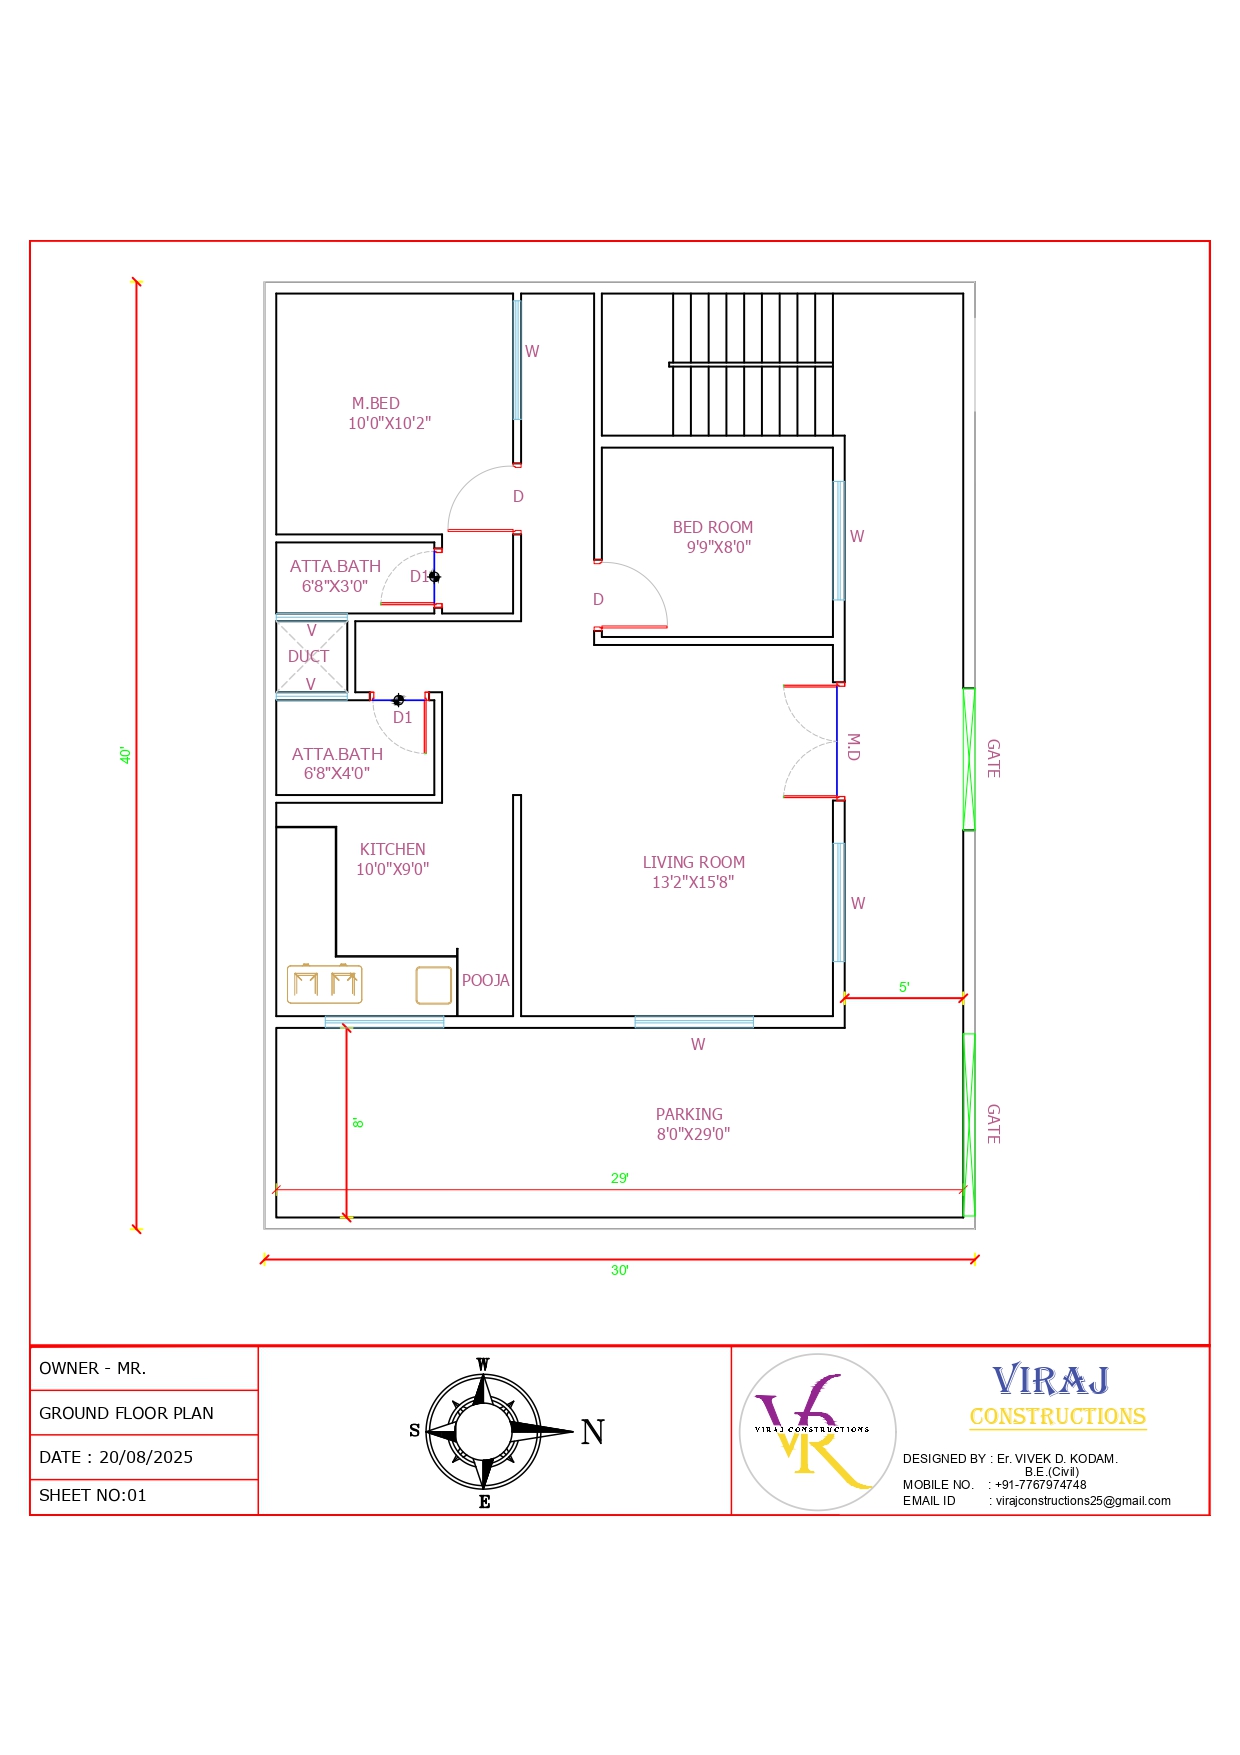 W
M.BED
10'0"X10'2"
D
BED ROOM
9'9"X8'0"
W
ATTA.BATH
6'8"X3'0"
D1
D
V
DUCT
V
D1
ATTA.BATH
6'8"X4'0"
M.D
GATE
40'
KITCHEN
10'0"X9'0"
LIVING ROOM
13'2"X15'8"
W
POOJA
5'
W
PARKING
8'0"X29'0"
GATE
8'
29'
30'
OWNER - MR.
GROUND FLOOR PLAN
DATE : 20/08/2025
SHEET NO:01
W
S
N
E
VIRAJ CONSTRUCTIONS
VIRAJ
CONSTRUCTIONS
DESIGNED BY : Er. VIVEK D. KODAM.
B.E.(Civil)
MOBILE NO. : +91-7767974748
EMAIL ID : virajconstructions25@gmail.com